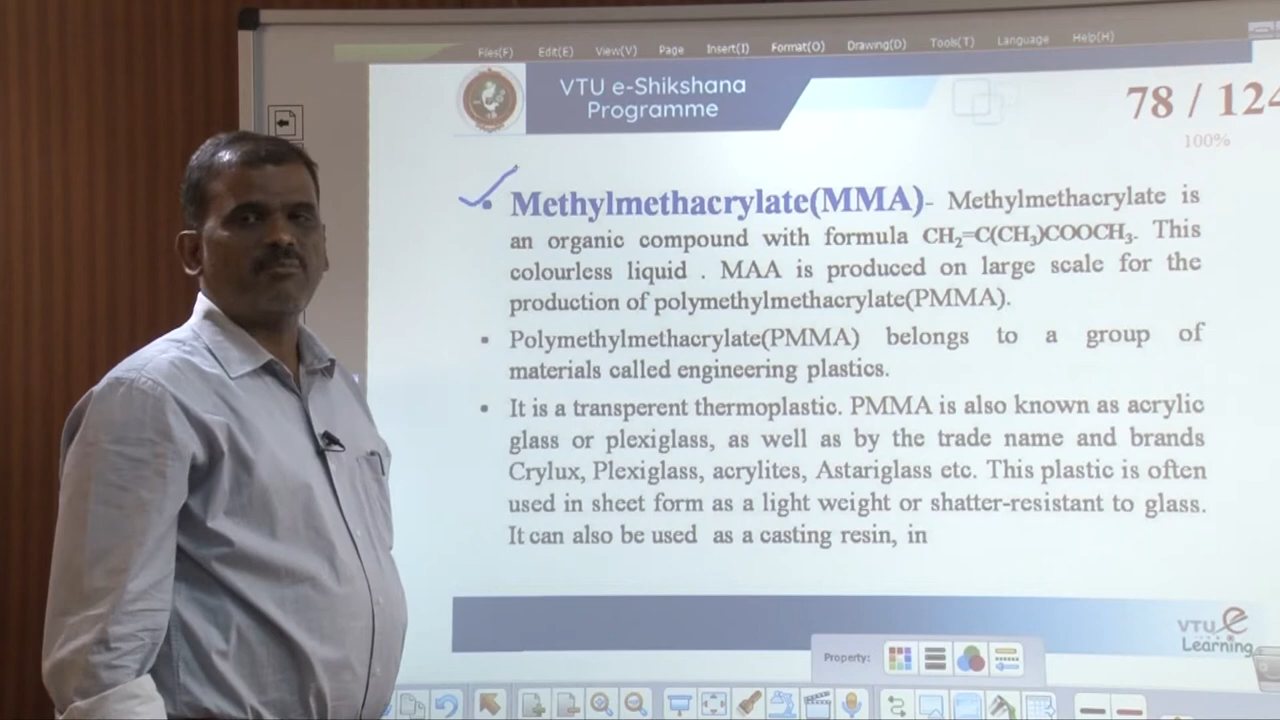 Files(F) Edit(E) View(V) Page Insert(I) Format(O) Drawing(D) Tools(T) Language Help(H)
VTU e-Shikshana
Programme
78 / 124
100%
• Methylmethacrylate(MMA)- Methylmethacrylate is
an organic compound with formula CH₂=C(CH₃)COOCH₃. This
colourless liquid . MAA is produced on large scale for the
production of polymethylmethacrylate(PMMA).
• Polymethylmethacrylate(PMMA) belongs to a group of
materials called engineering plastics.
• It is a transperent thermoplastic. PMMA is also known as acrylic
glass or plexiglass, as well as by the trade name and brands
Crylux, Plexiglass, acrylites, Astariglass etc. This plastic is often
used in sheet form as a light weight or shatter-resistant to glass.
It can also be used as a casting resin, in
VTU e
Learning
Property: